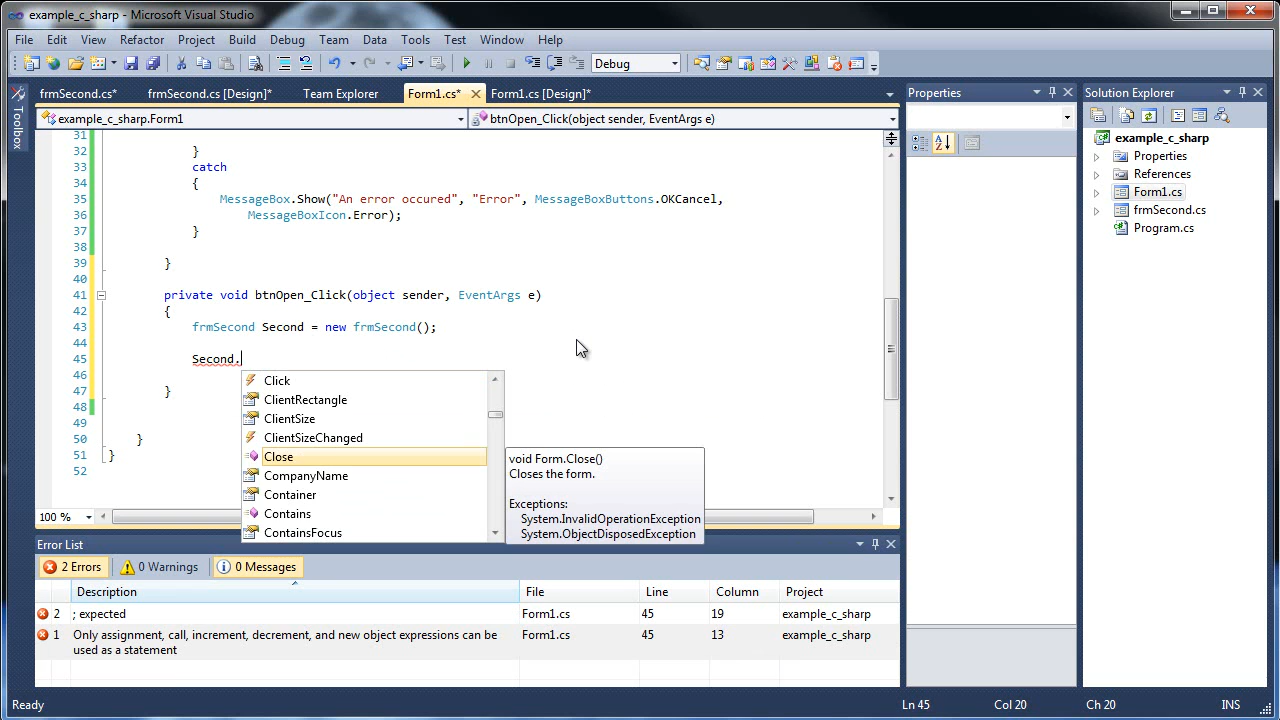 example_c_sharp - Microsoft Visual Studio
File Edit View Refactor Project Build Debug Team Data Tools Test Window Help
Debug
frmSecond.cs* frmSecond.cs [Design]* Team Explorer Form1.cs* Form1.cs [Design]*
Properties
Solution Explorer
Toolbox
example_c_sharp.Form1
btnOpen_Click(object sender, EventArgs e)
example_c_sharp
Properties
References
Form1.cs
frmSecond.cs
Program.cs
31
32 }
33 catch
34 {
35 MessageBox.Show("An error occured", "Error", MessageBoxButtons.OKCancel,
36 MessageBoxIcon.Error);
37 }
38
39 }
40
41 private void btnOpen_Click(object sender, EventArgs e)
42 {
43 frmSecond Second = new frmSecond();
44
45 Second.
46
47 }
48
49
50 }
51 }
52
Click
ClientRectangle
ClientSize
ClientSizeChanged
Close
CompanyName
Container
Contains
ContainsFocus
void Form.Close()
Closes the form.
Exceptions:
System.InvalidOperationException
System.ObjectDisposedException
100 %
Error List
2 Errors 0 Warnings 0 Messages
Description File Line Column Project
2 ; expected Form1.cs 45 19 example_c_sharp
1 Only assignment, call, increment, decrement, and new object expressions can be Form1.cs 45 13 example_c_sharp
used as a statement
Ready Ln 45 Col 20 Ch 20 INS